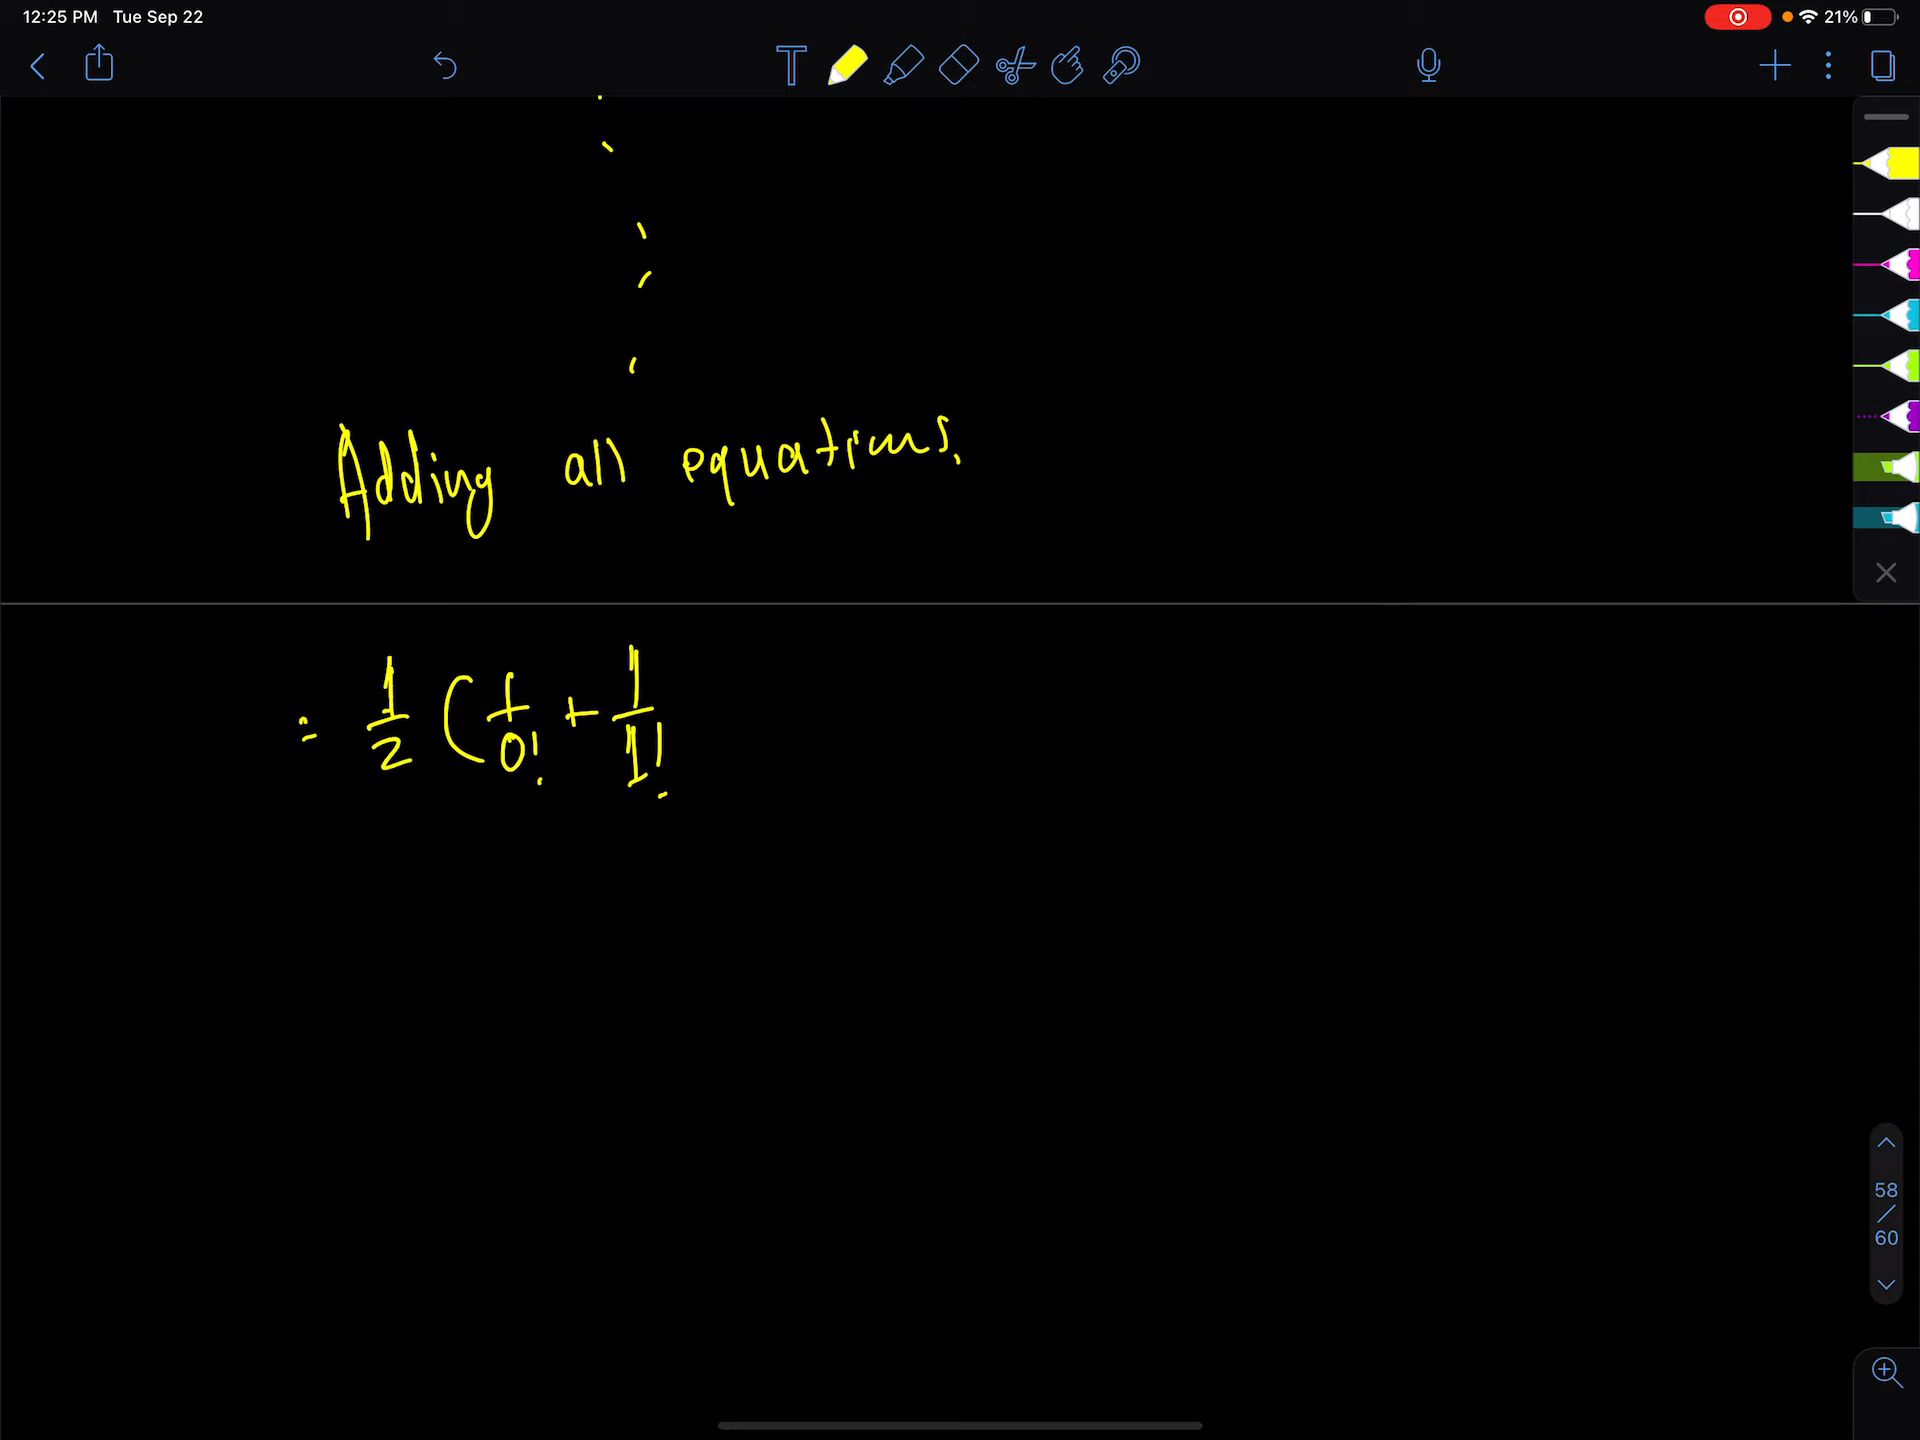 12:25 PM Tue Sep 22
21%
Adding all equations,
= 1/2 ( 1/0! + 1/1!
58
/
60